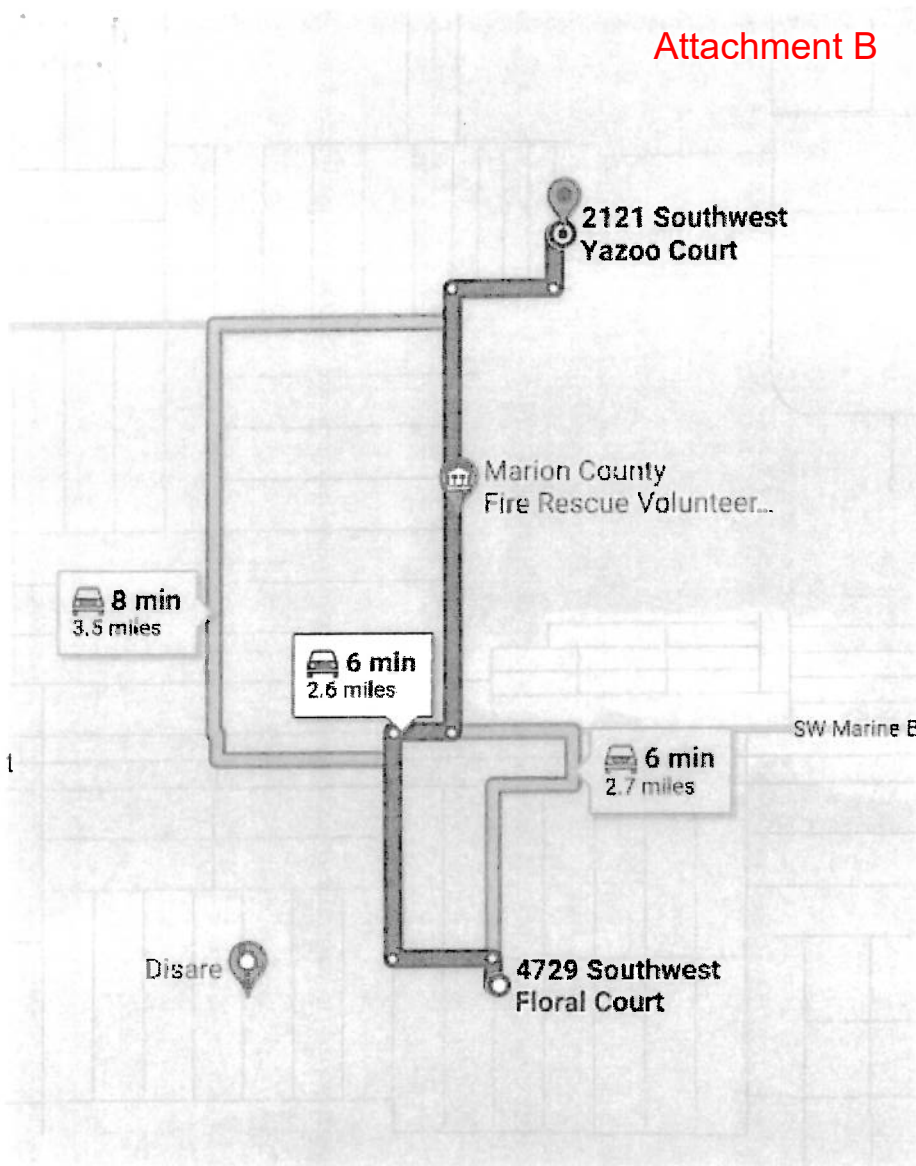 Attachment B
2121 Southwest
Yazoo Court
Marion County
Fire Rescue Volunteer...
8 min
3.5 miles
6 min
2.6 miles
SW Marine B
6 min
2.7 miles
t
Disare
4729 Southwest
Floral Court